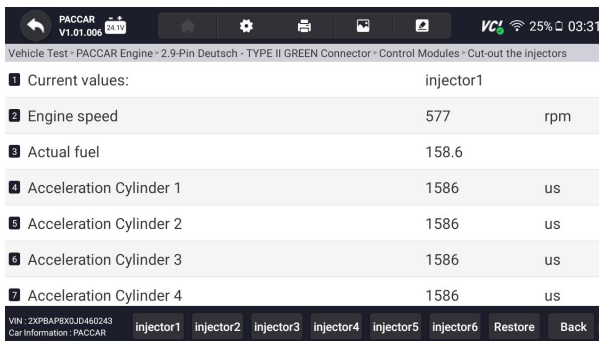 PACCAR
V1.01.006 24.1V VCI 25% 03:31
Vehicle Test > PACCAR Engine > 2.9-Pin Deutsch - TYPE II GREEN Connector > Control Modules > Cut-out the injectors
1 Current values: injector1
2 Engine speed 577 rpm
3 Actual fuel 158.6
4 Acceleration Cylinder 1 1586 us
5 Acceleration Cylinder 2 1586 us
6 Acceleration Cylinder 3 1586 us
7 Acceleration Cylinder 4 1586 us
VIN : 2XPBAP8X0JD460243
Car Information : PACCAR
injector1 injector2 injector3 injector4 injector5 injector6 Restore Back